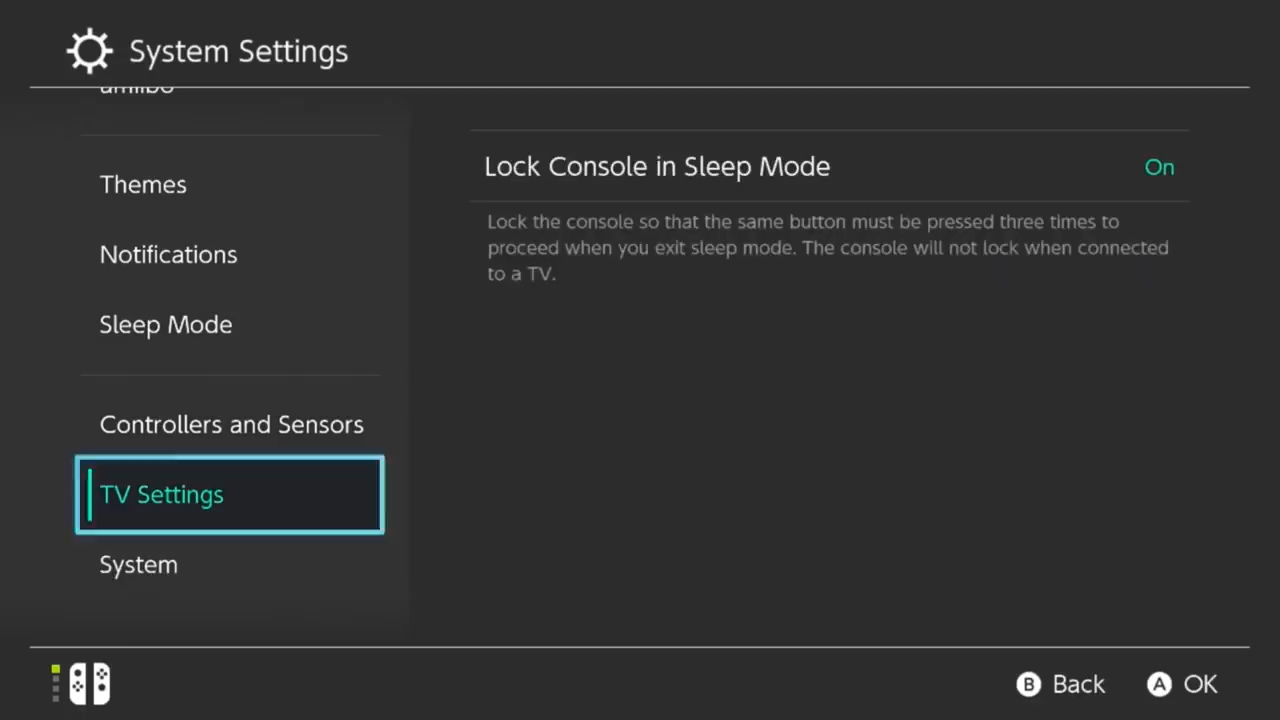 System Settings
amiibo
Themes
Notifications
Sleep Mode
Controllers and Sensors
TV Settings
System
Lock Console in Sleep Mode
On
Lock the console so that the same button must be pressed three times to
proceed when you exit sleep mode. The console will not lock when connected
to a TV.
B Back
A OK